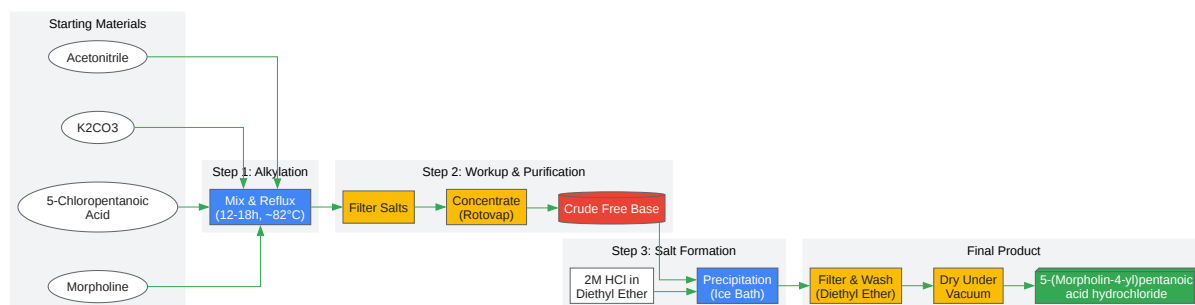 Starting Materials
Acetonitrile
K2CO3
5-Chloropentanoic
Acid
Morpholine
Step 1: Alkylation
Mix & Reflux
(12-18h, ~82°C)
Step 2: Workup & Purification
Filter Salts
Concentrate
(Rotovap)
Crude Free Base
Step 3: Salt Formation
2M HCl in
Diethyl Ether
Precipitation
(Ice Bath)
Final Product
Filter & Wash
(Diethyl Ether)
Dry Under
Vacuum
5-(Morpholin-4-yl)pentanoic
acid hydrochloride